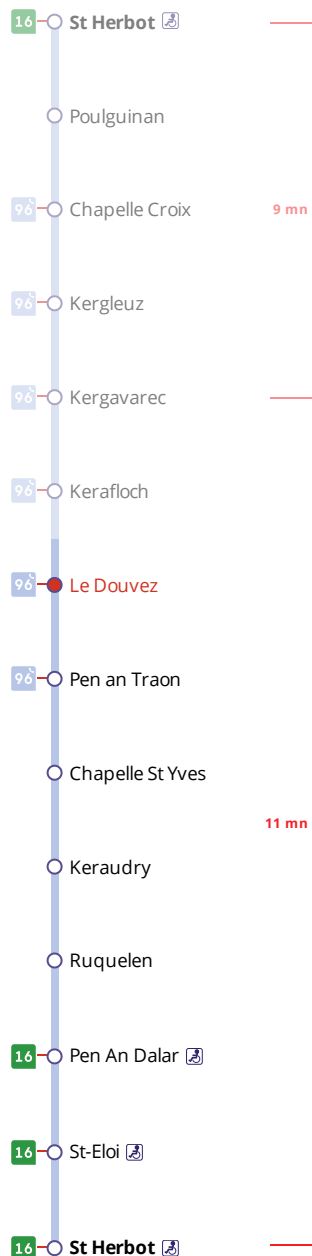 16 St Herbot
Poulguinan
96 Chapelle Croix 9 mn
96 Kergleuz
96 Kergavarec
96 Kerafloch
96 Le Douvez
96 Pen an Traon
Chapelle St Yves
11 mn
Keraudry
Ruquelen
16 Pen An Dalar
16 St-Eloi
16 St Herbot